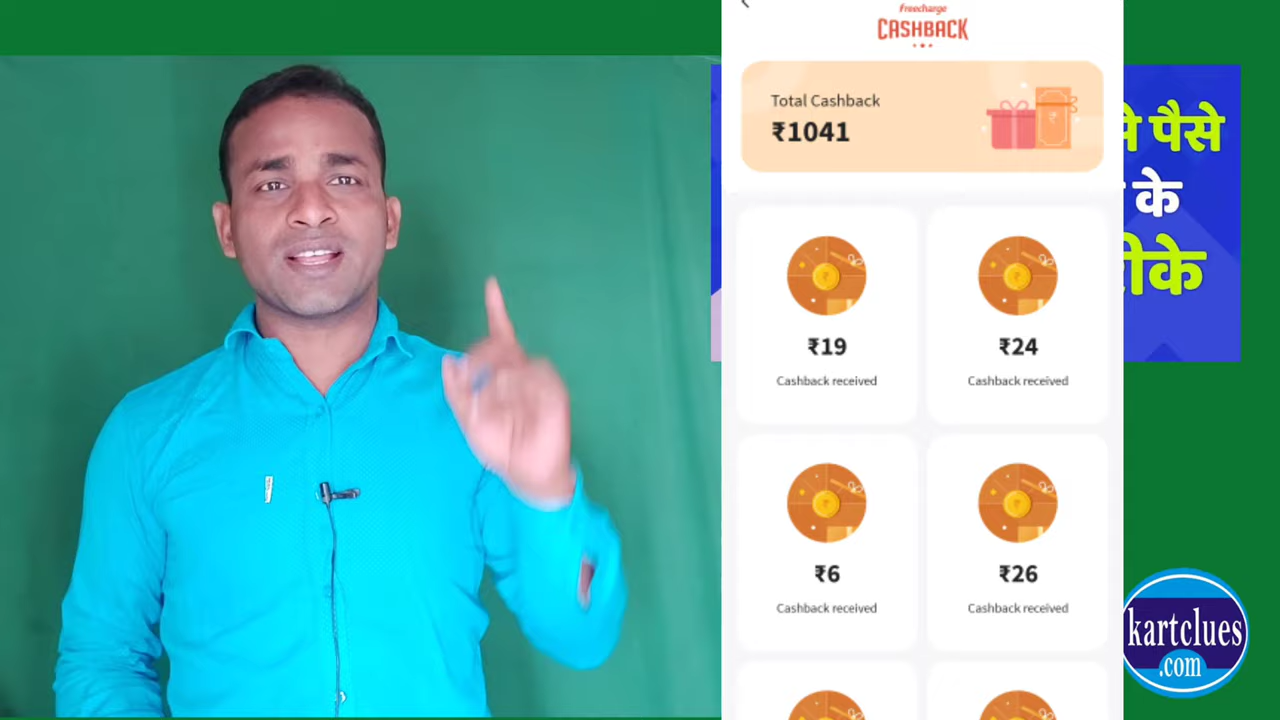 freecharge
CASHBACK
Total Cashback
₹1041
पैसे
के
₹19
₹24
Cashback received
Cashback received
₹6
₹26
Cashback received
Cashback received
kartclues
.com